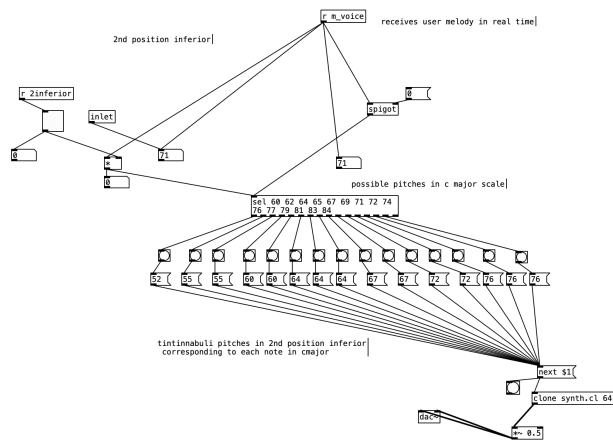 r m_voice
receives user melody in real time
2nd position inferior
r 2inferior
0
inlet
spigot
0
71
*
0
71
possible pitches in c major scale
sel 60 62 64 65 67 69 71 72 74
76 77 79 81 83 84
52 55 55 60 60 64 64 64 67 67 72 72 76 76 76
tintinnabuli pitches in 2nd position inferior
corresponding to each note in cmajor
next $1
clone synth.cl 64
dac~
*~ 0.5